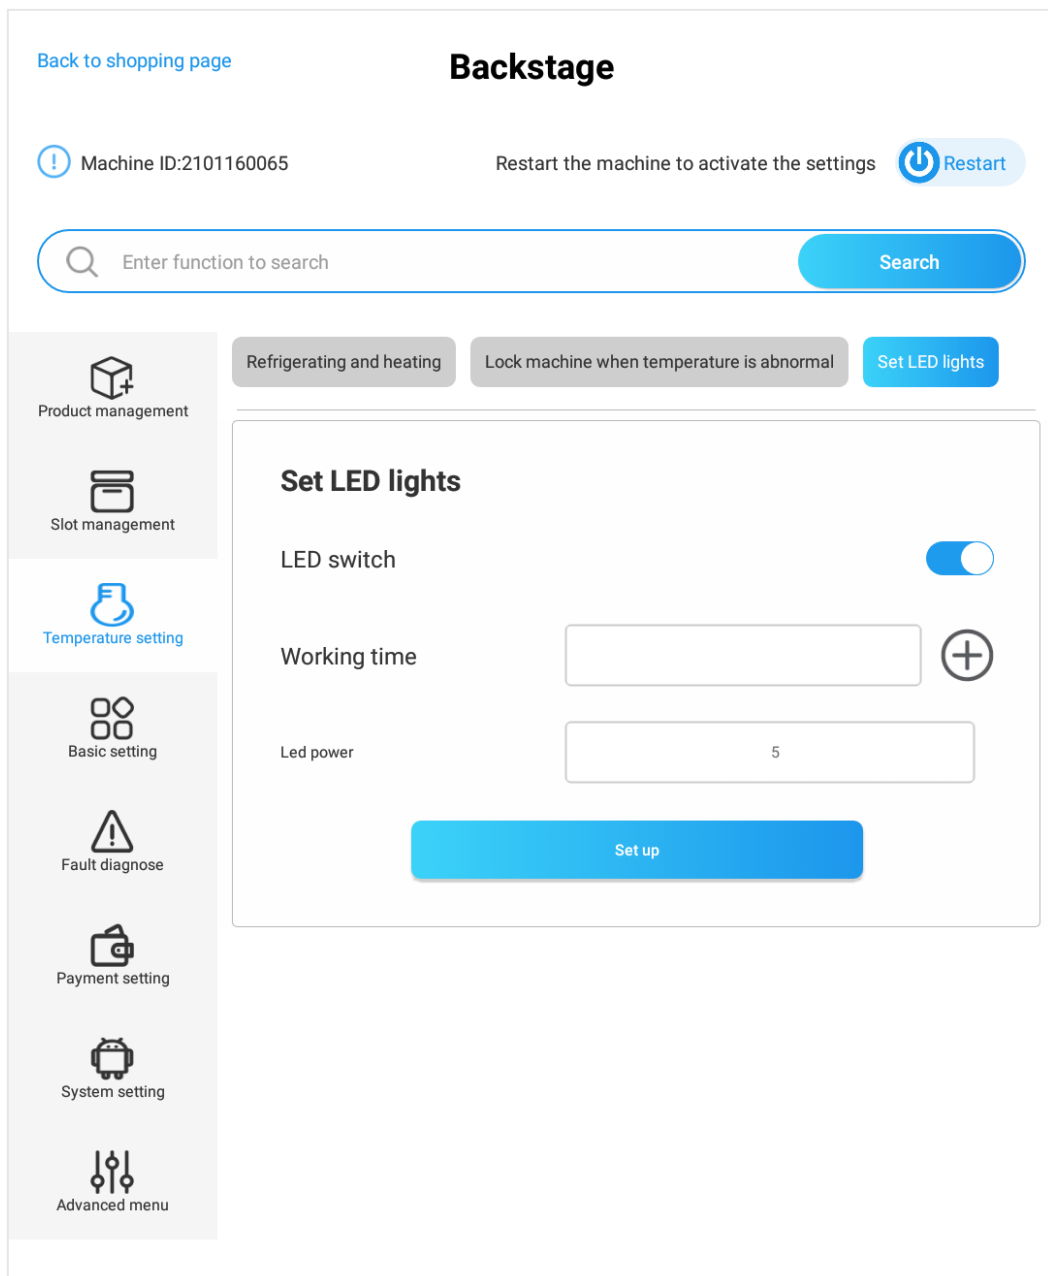 Back to shopping page
Backstage
Machine ID:2101160065
Restart the machine to activate the settings
Restart
Enter function to search
Search
Product management
Slot management
Temperature setting
Basic setting
Fault diagnose
Payment setting
System setting
Advanced menu
Refrigerating and heating
Lock machine when temperature is abnormal
Set LED lights
Set LED lights
LED switch
Working time
Led power
5
Set up